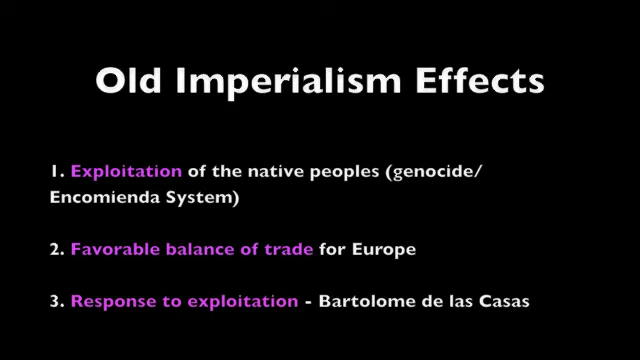 Old Imperialism Effects
1. Exploitation of the native peoples (genocide/
Encomienda System)
2. Favorable balance of trade for Europe
3. Response to exploitation - Bartolome de las Casas